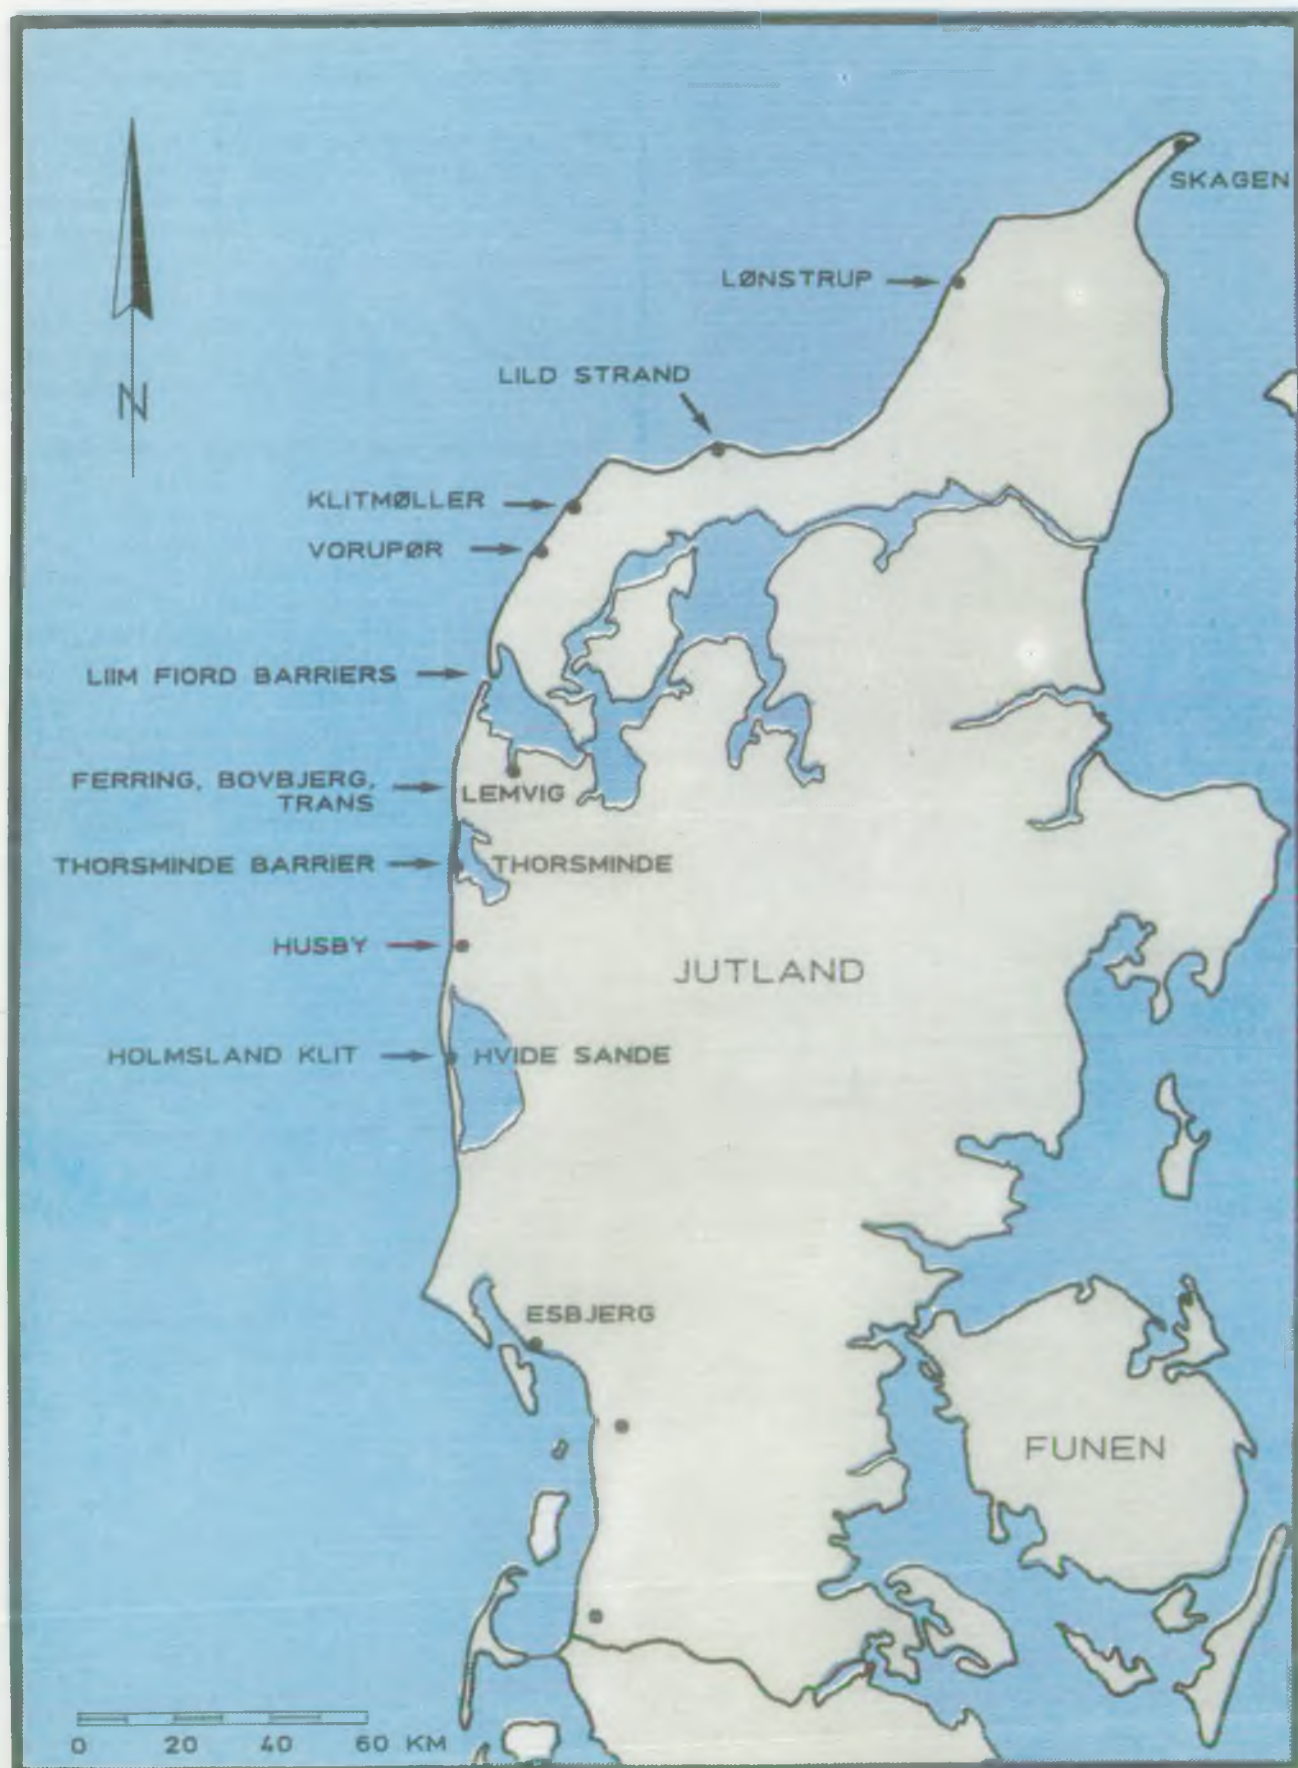 SKAGEN
LØNSTRUP
LILD STRAND
N
KLITMØLLER
VORUPØR
LIIM FIORD BARRIERS
FERRING, BOVBJERG,
TRANS
LEMVIG
THORSMINDE BARRIER
THORSMINDE
HUSBY
JUTLAND
HOLMSLAND KLIT
HVIDE SANDE
ESBJERG
FUNEN
0 20 40 60 KM